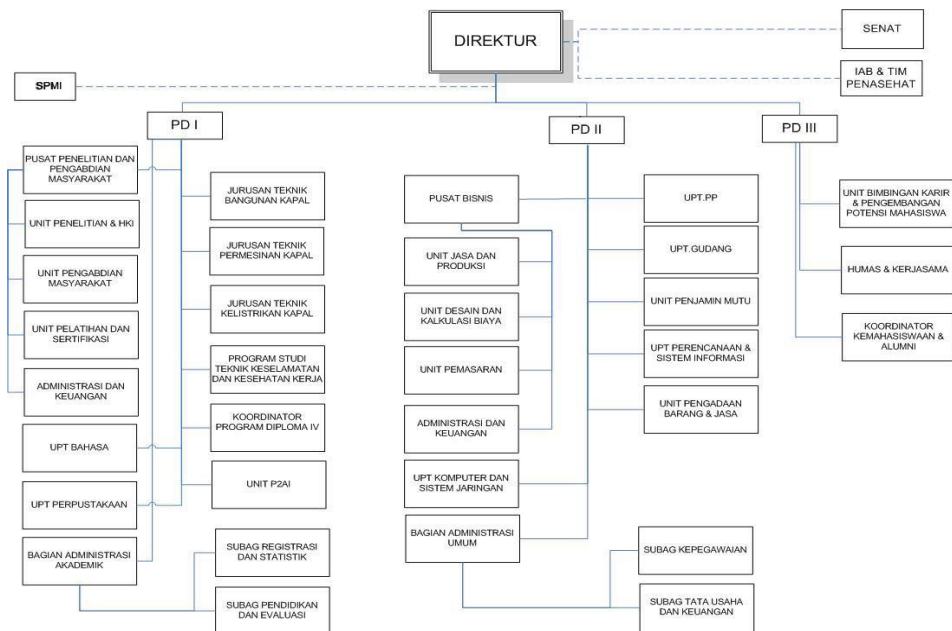 DIREKTUR
SENAT
IAB & TIM
PENASEHAT
SPMI
PD I
PD II
PD III
PUSAT PENELITIAN DAN
PENGABDIAN
MASYARAKAT
UNIT PENELITIAN & HKI
UNIT PENGABDIAN
MASYARAKAT
UNIT PELATIHAN DAN
SERTIFIKASI
ADMINISTRASI DAN
KEUANGAN
UPT BAHASA
UPT PERPUSTAKAAN
BAGIAN ADMINISTRASI
AKADEMIK
JURUSAN TEKNIK
BANGUNAN KAPAL
JURUSAN TEKNIK
PERMESINAN KAPAL
JURUSAN TEKNIK
KELISTRIKAN KAPAL
PROGRAM STUDI
TEKNIK KESELAMATAN
DAN KESEHATAN KERJA
KOORDINATOR
PROGRAM DIPLOMA IV
UNIT P2AI
SUBAG REGISTRASI
DAN STATISTIK
SUBAG PENDIDIKAN
DAN EVALUASI
PUSAT BISNIS
UNIT JASA DAN
PRODUKSI
UNIT DESAIN DAN
KALKULASI BIAYA
UNIT PEMASARAN
ADMINISTRASI DAN
KEUANGAN
UPT KOMPUTER DAN
SISTEM JARINGAN
BAGIAN ADMINISTRASI
UMUM
UPT.PP
UPT.GUDANG
UNIT PENJAMIN MUTU
UPT PERENCANAAN &
SISTEM INFORMASI
UNIT PENGADAAN
BARANG & JASA
SUBAG KEPEGAWAIAN
SUBAG TATA USAHA
DAN KEUANGAN
UNIT BIMBINGAN KARIR
& PENGEMBANGAN
POTENSI MAHASISWA
HUMAS & KERJASAMA
KOORDINATOR
KEMAHASISWAAN &
ALUMNI